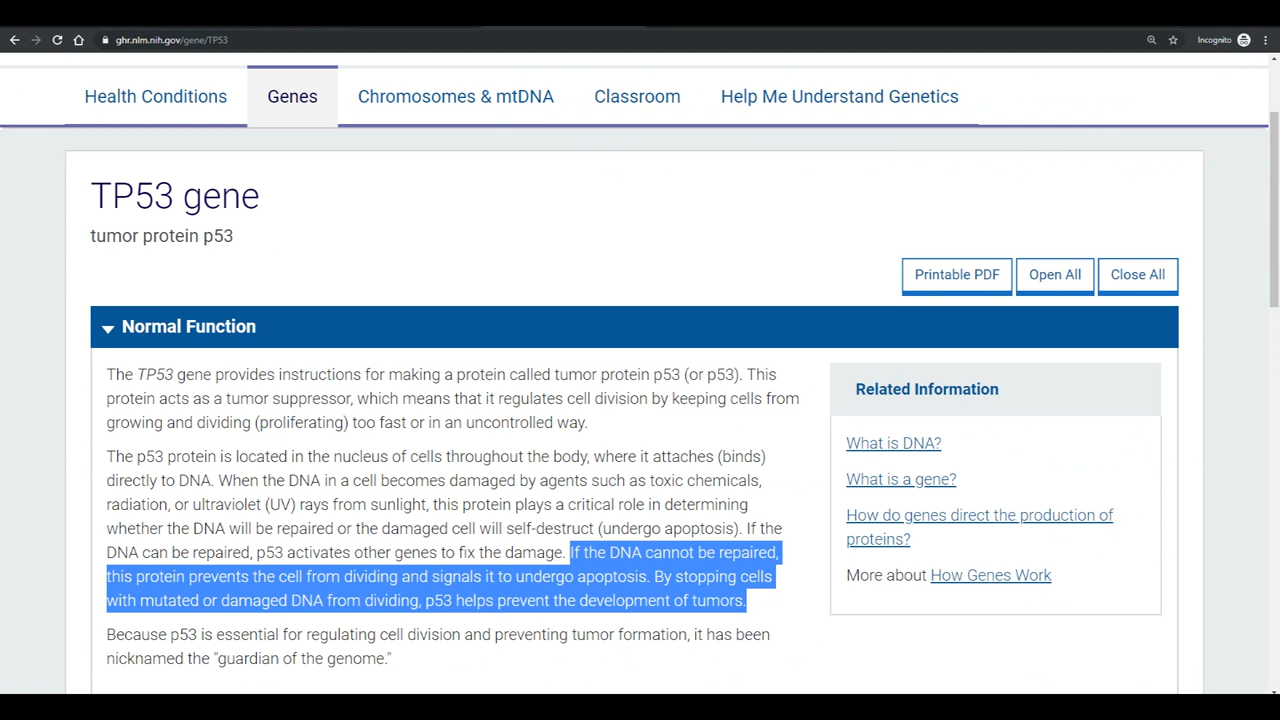 ghr.nlm.nih.gov/gene/TP53
Incognito
Health Conditions
Genes
Chromosomes & mtDNA
Classroom
Help Me Understand Genetics
TP53 gene
tumor protein p53
Printable PDF
Open All
Close All
Normal Function
The TP53 gene provides instructions for making a protein called tumor protein p53 (or p53). This
protein acts as a tumor suppressor, which means that it regulates cell division by keeping cells from
growing and dividing (proliferating) too fast or in an uncontrolled way.
The p53 protein is located in the nucleus of cells throughout the body, where it attaches (binds)
directly to DNA. When the DNA in a cell becomes damaged by agents such as toxic chemicals,
radiation, or ultraviolet (UV) rays from sunlight, this protein plays a critical role in determining
whether the DNA will be repaired or the damaged cell will self-destruct (undergo apoptosis). If the
DNA can be repaired, p53 activates other genes to fix the damage. If the DNA cannot be repaired,
this protein prevents the cell from dividing and signals it to undergo apoptosis. By stopping cells
with mutated or damaged DNA from dividing, p53 helps prevent the development of tumors.
Because p53 is essential for regulating cell division and preventing tumor formation, it has been
nicknamed the "guardian of the genome."
Related Information
What is DNA?
What is a gene?
How do genes direct the production of
proteins?
More about How Genes Work